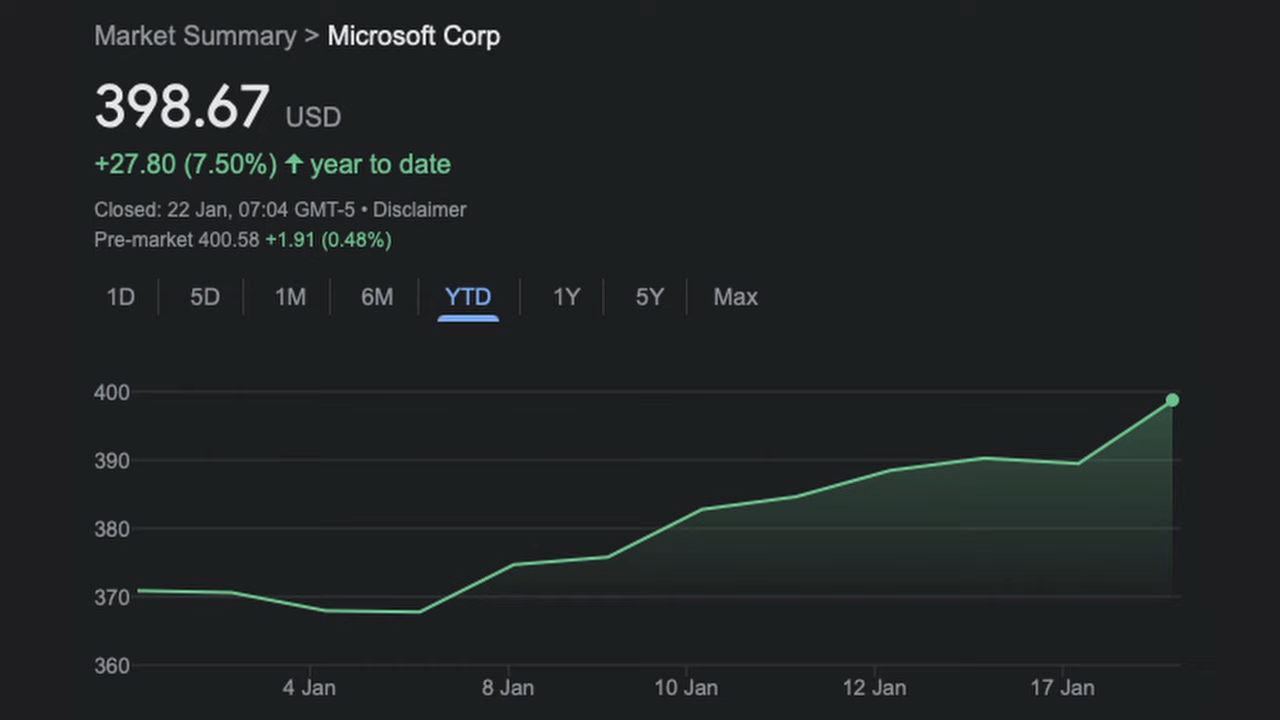 Market Summary > Microsoft Corp
398.67 USD
+27.80 (7.50%) ↑ year to date
Closed: 22 Jan, 07:04 GMT-5 • Disclaimer
Pre-market 400.58 +1.91 (0.48%)
1D 5D 1M 6M YTD 1Y 5Y Max
400
390
380
370
360
4 Jan 8 Jan 10 Jan 12 Jan 17 Jan